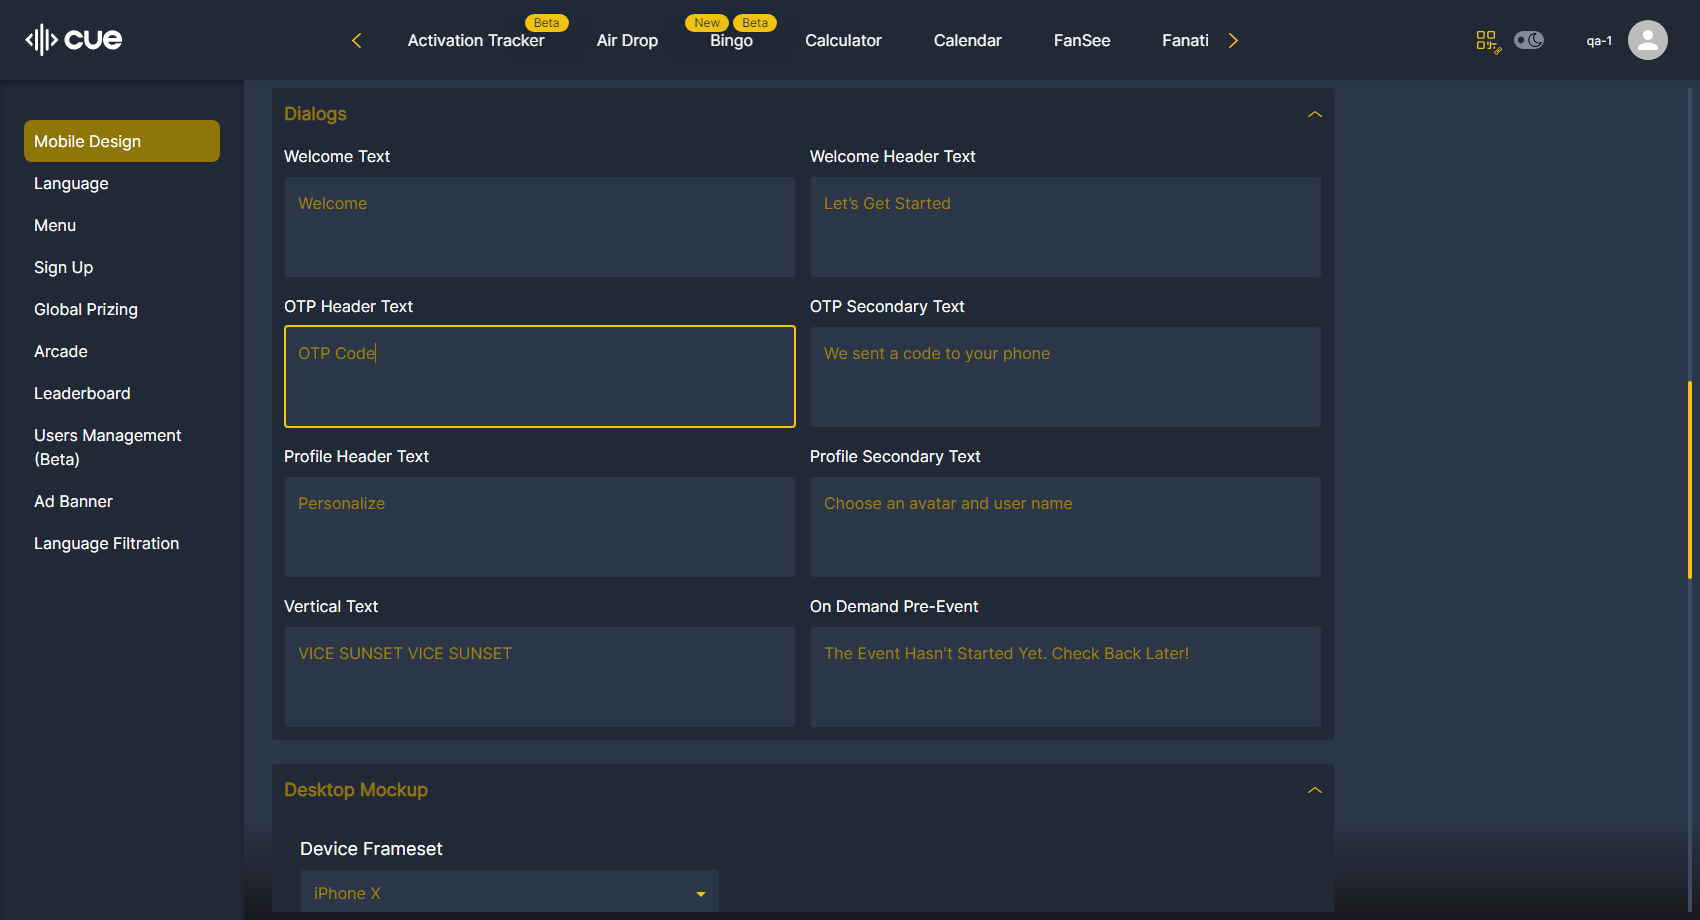 cue
Activation Tracker
Beta
Air Drop
New
Beta
Bingo
Calculator
Calendar
FanSee
Fanati
qa-1
Mobile Design
Language
Menu
Sign Up
Global Prizing
Arcade
Leaderboard
Users Management
(Beta)
Ad Banner
Language Filtration
Dialogs
Welcome Text
Welcome
Welcome Header Text
Let’s Get Started
OTP Header Text
OTP Code
OTP Secondary Text
We sent a code to your phone
Profile Header Text
Personalize
Profile Secondary Text
Choose an avatar and user name
Vertical Text
VICE SUNSET VICE SUNSET
On Demand Pre-Event
The Event Hasn't Started Yet. Check Back Later!
Desktop Mockup
Device Frameset
iPhone X